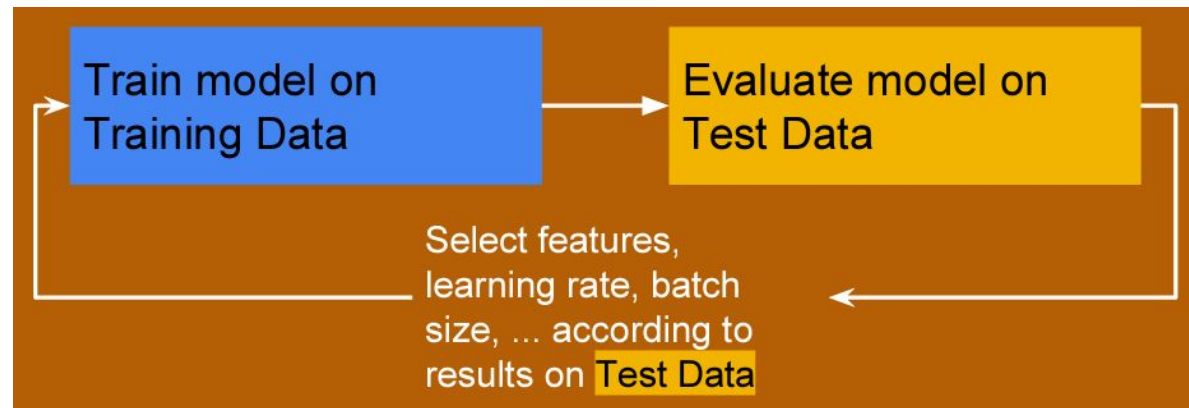 Train model on
Training Data
Evaluate model on
Test Data
Select features,
learning rate, batch
size, ... according to
results on Test Data